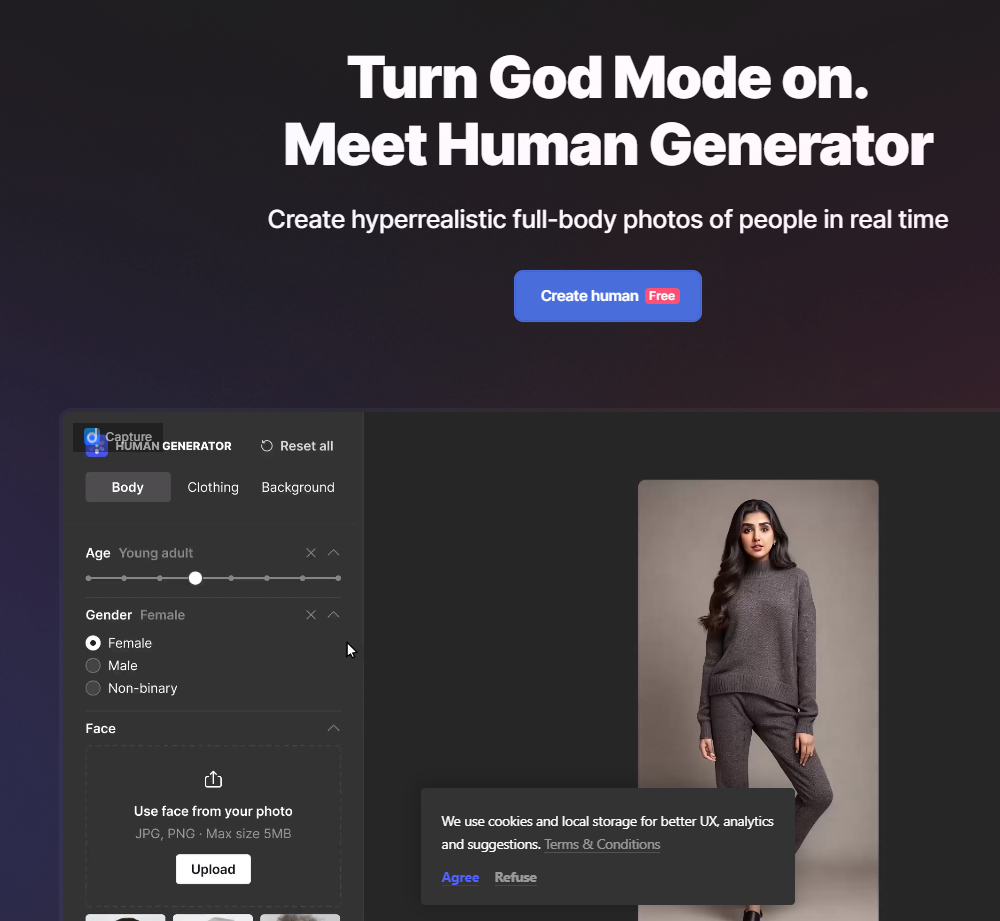 Turn God Mode on.
Meet Human Generator
Create hyperrealistic full-body photos of people in real time
Create human Free
Capture
HUMAN GENERATOR
Reset all
Body Clothing Background
Age Young adult
Gender Female
Female
Male
Non-binary
Face
Use face from your photo
JPG, PNG · Max size 5MB
Upload
We use cookies and local storage for better UX, analytics
and suggestions. Terms & Conditions
Agree Refuse